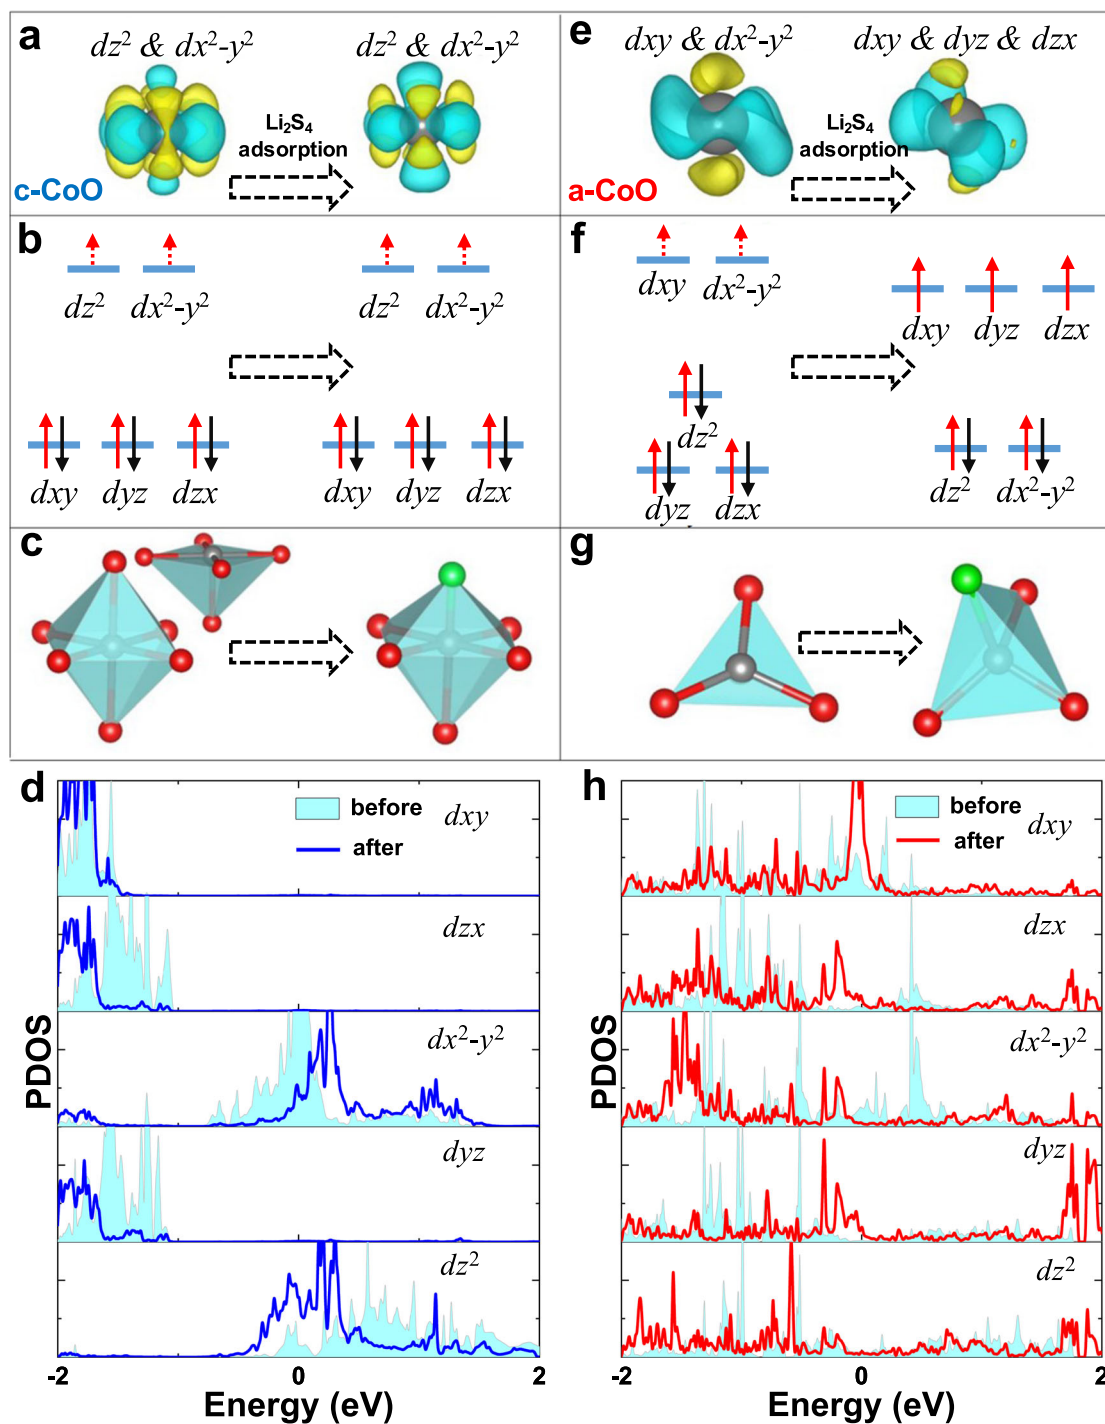 a
dz² & dx²-y²
dz² & dx²-y²
Li₂S₄
adsorption
c-CoO
e
dxy & dx²-y²
dxy & dyz & dzx
Li₂S₄
adsorption
a-CoO
b
dz² dx²-y²
dz² dx²-y²
dxy dyz dzx
dxy dyz dzx
f
dxy dx²-y²
dxy dyz dzx
dz²
dyz dzx
dz² dx²-y²
c
g
d
before
after
dxy
dzx
dx²-y²
dyz
dz²
PDOS
-2 0 2
Energy (eV)
h
before
after
dxy
dzx
dx²-y²
dyz
dz²
PDOS
-2 0 2
Energy (eV)